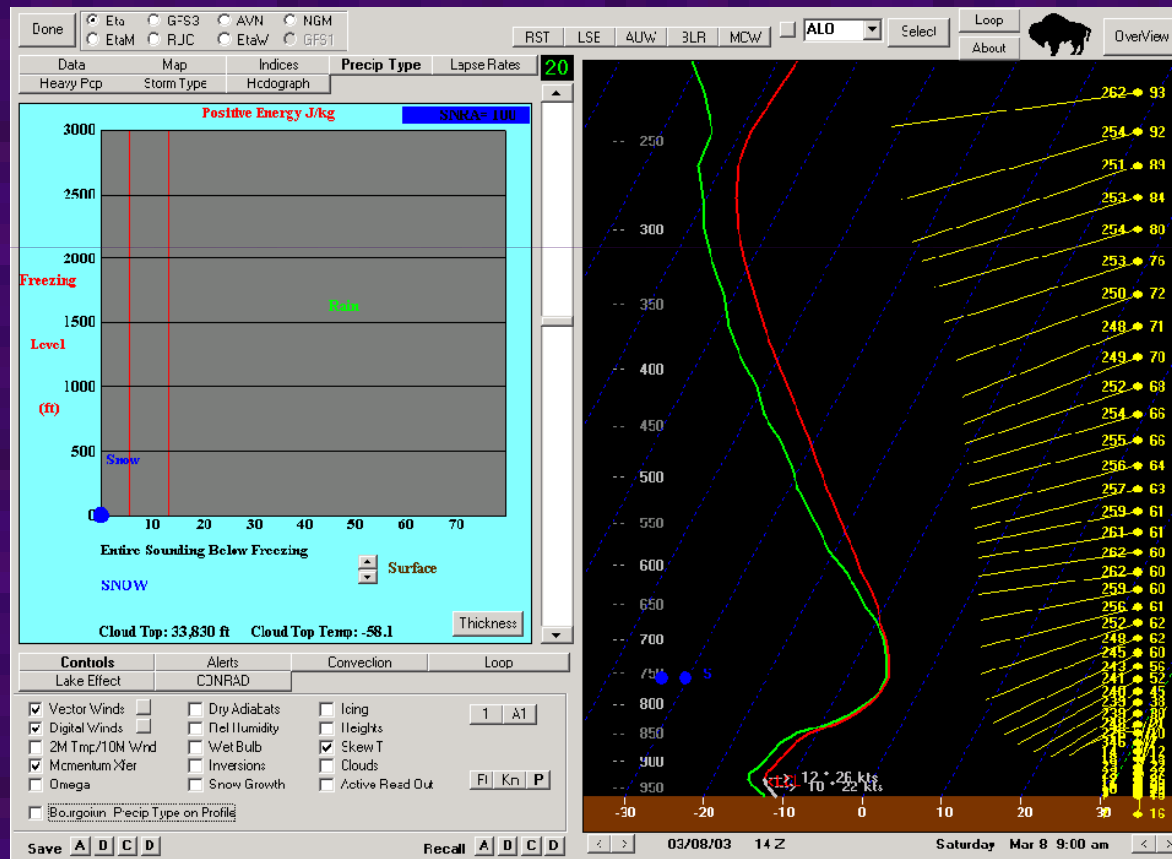 Done
Eta GFS3 AVN NGM
EtaM RUC EtaW GFS1
RST LSE AUW MCW
ALO
Select
Loop
About
OverView
Data Map Indices Precip Type Lapse Rates
Heavy Pcp Storm Type Hodograph
20
Positive Energy J/kg
SNRA= 100
3000
2500
2000
Freezing
Rain
1500
Level
1000
(ft)
500
Snow
0
10 20 30 40 50 60 70
Entire Sounding Below Freezing
Surface
SNOW
Thickness
Cloud Top: 33,830 ft Cloud Top Temp: -58.1
Controls Alerts Convection Loop
Lake Effect CONRAD
Vector Winds Dry Adiabats Icing
1 A1
Digital Winds Rel Humidity Heights
2M Tmp/10M Wnd Wet Bulb Skew T
Momentum Xfer Inversions Clouds
Omega Snow Growth Active Read Out
Kn P
Precip Type on Profile
Save A C D
Recall A C D
262 93
254 92
-- 250
251 89
253 84
-- 300
254 80
253 76
250 72
-- 350
248 71
249 70
-- 400
252 68
254 66
-- 450
255 66
256 64
-- 500
257 63
259 61
-- 550
261 61
262 60
-- 600
262 60
259 60
-- 650
256 61
252 62
-- 700
248 62
245 60
243 56
-- 750
S
241 52
240 45
-- 800
-- 850
-- 900
12 * 26 kts
-- 950
10 * 22 kts
16
-30 -20 -10 0 10 20 30
< > 03/08/03 14 Z Saturday Mar 8 9:00 am < >